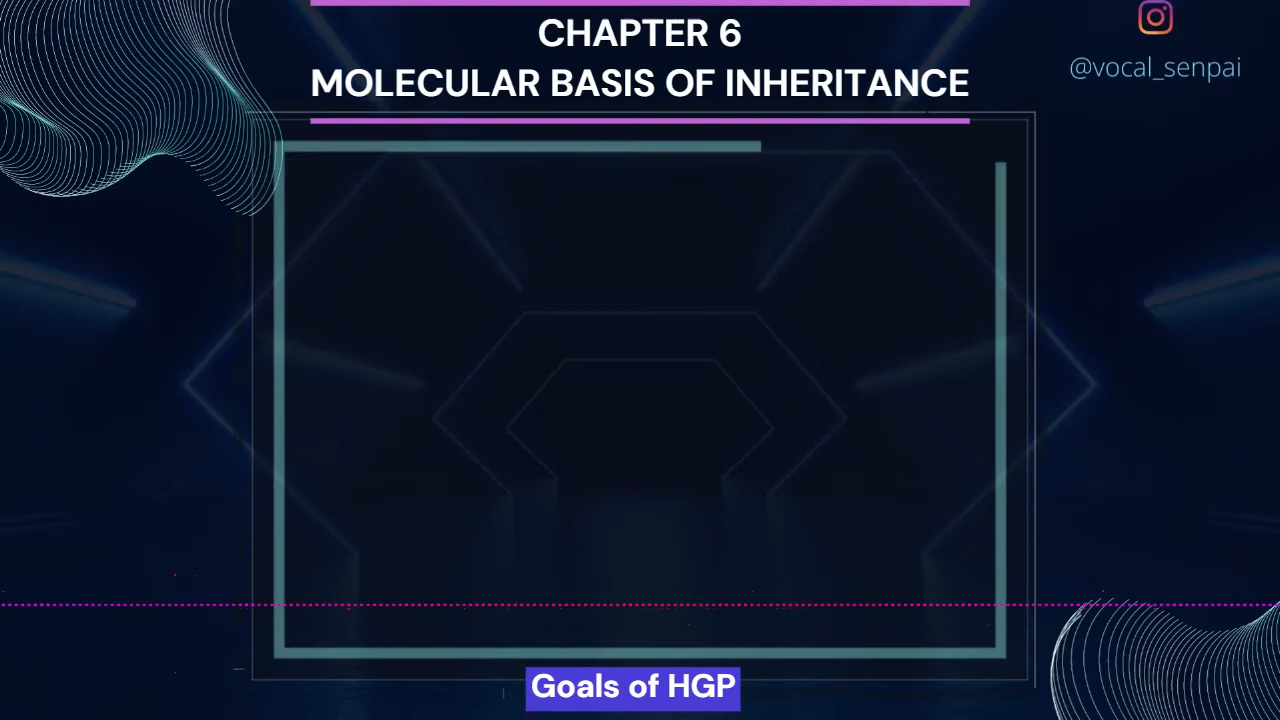 CHAPTER 6
MOLECULAR BASIS OF INHERITANCE
@vocal_senpai
Goals of HGP